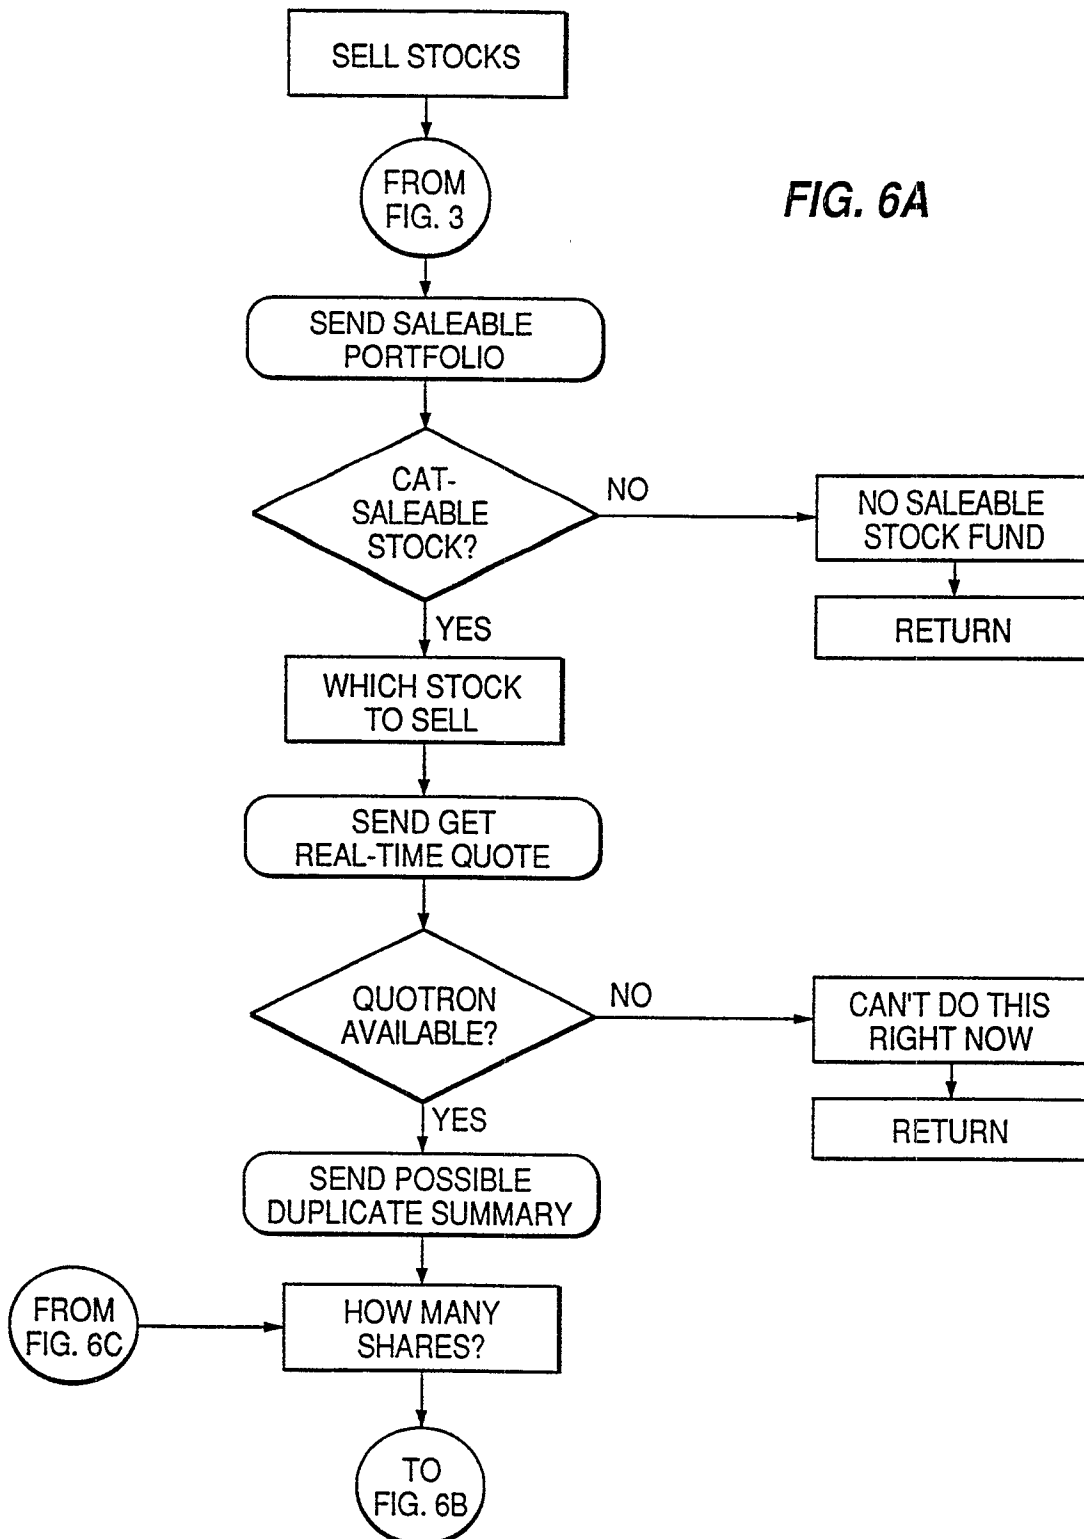 SELL STOCKS
FROM
FIG. 3
FIG. 6A
SEND SALEABLE
PORTFOLIO
CAT-
SALEABLE
STOCK?
NO
NO SALEABLE
STOCK FUND
RETURN
YES
WHICH STOCK
TO SELL
SEND GET
REAL-TIME QUOTE
QUOTRON
AVAILABLE?
NO
CAN'T DO THIS
RIGHT NOW
RETURN
YES
SEND POSSIBLE
DUPLICATE SUMMARY
FROM
FIG. 6C
HOW MANY
SHARES?
TO
FIG. 6B